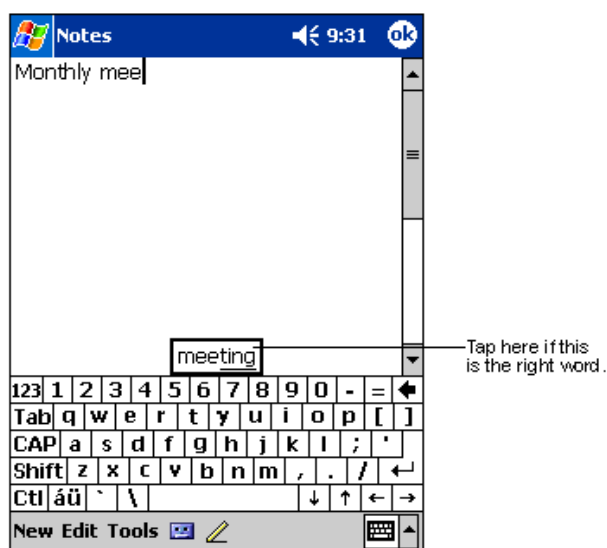 Notes 9:31 ok
Monthly mee
meeting
Tap here if this
is the right word.
123 1 2 3 4 5 6 7 8 9 0 - = 
Tab q w e r t y u i o p [ ]
CAP a s d f g h j k l ; '
Shift z x c v b n m , . /
Ctl áü ` \
New Edit Tools